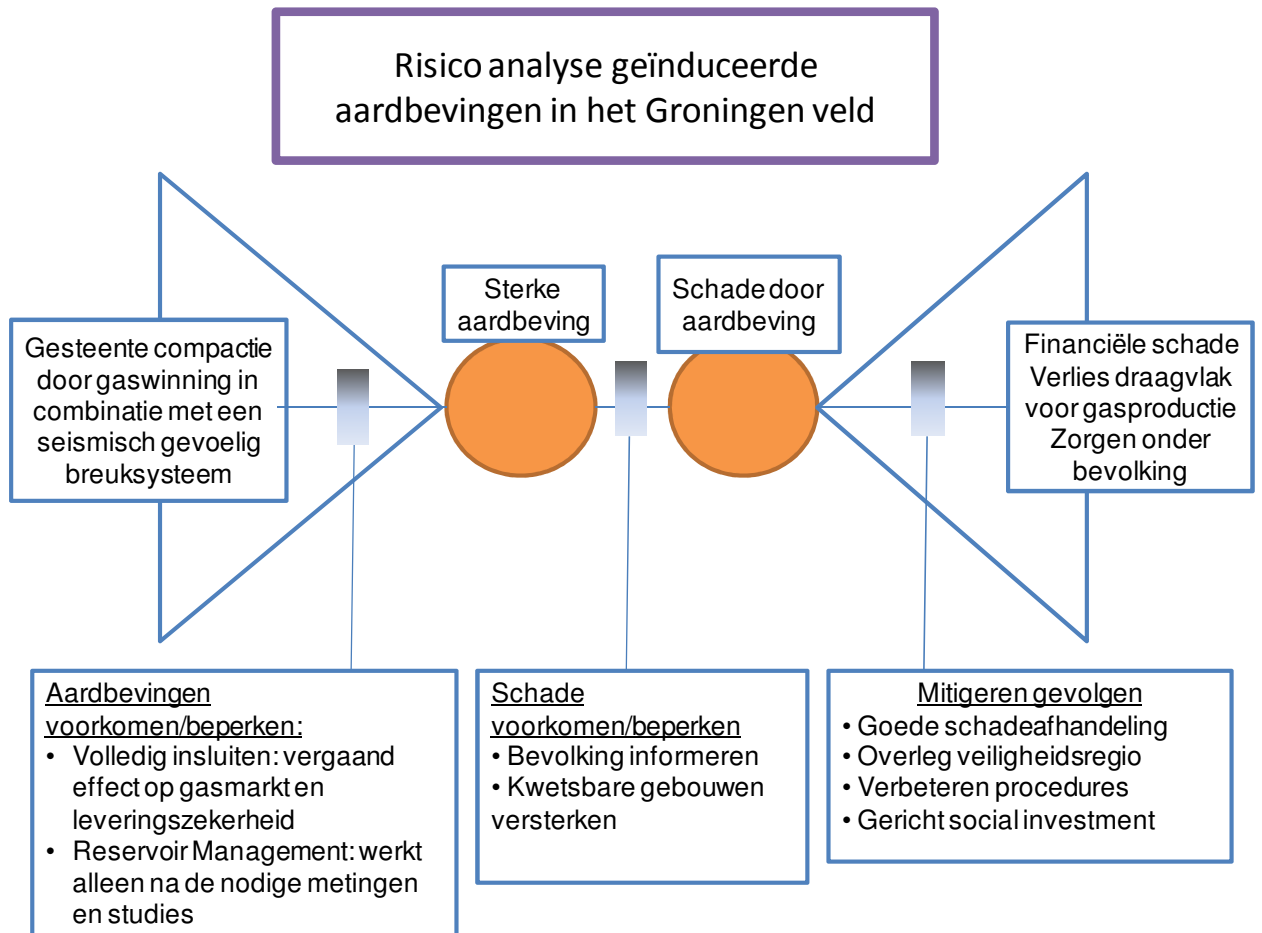 Risico analyse geïnduceerde
aardbevingen in het Groningen veld
Sterke
aardbeving
Schade door
aardbeving
Gesteente compactie
door gaswinning in
combinatie met een
seismisch gevoelig
breuksysteem
Financiële schade
Verlies draagvlak
voor gasproductie
Zorgen onder
bevolking
Aardbevingen
voorkomen/beperken:
• Volledig insluiten: vergaand
effect op gasmarkt en
leveringszekerheid
• Reservoir Management: werkt
alleen na de nodige metingen
en studies
Schade
voorkomen/beperken
• Bevolking informeren
• Kwetsbare gebouwen
versterken
Mitigeren gevolgen
• Goede schadeafhandeling
• Overleg veiligheidsregio
• Verbeteren procedures
• Gericht social investment